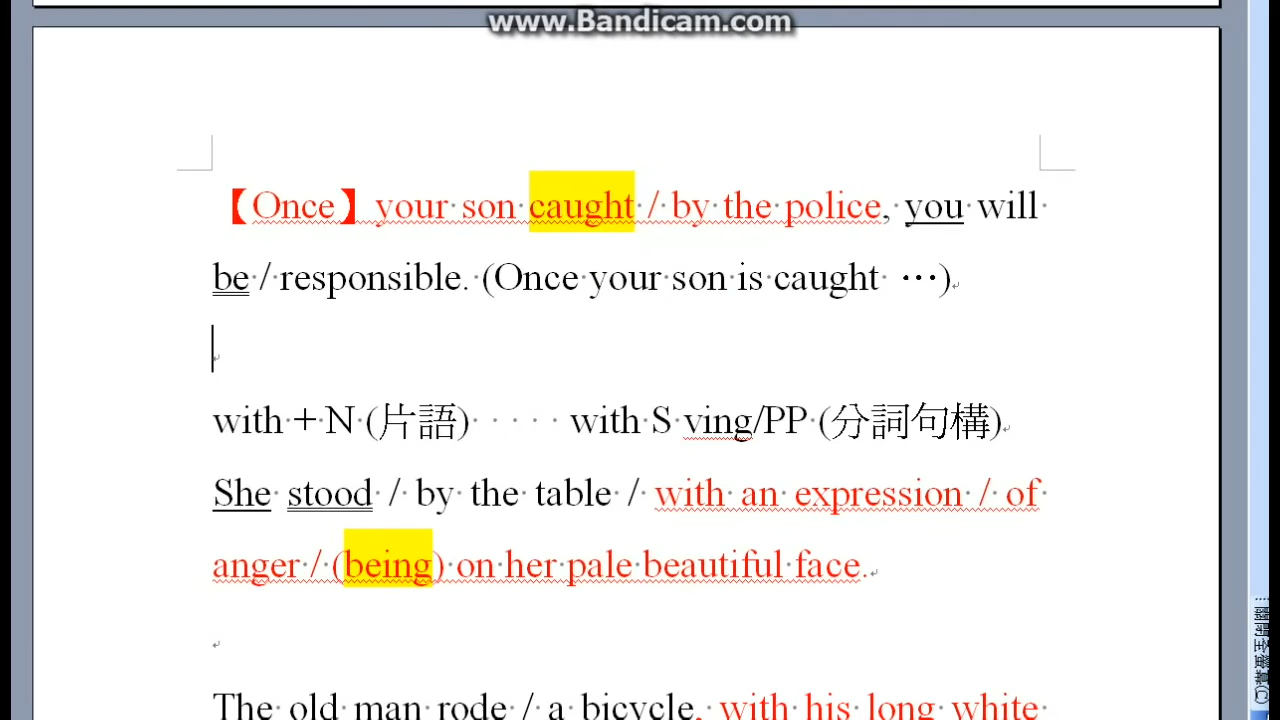 www.Bandicam.com
【Once】your son caught / by the police, you will
be / responsible. (Once your son is caught …)
with + N (片語) with S ving/PP (分詞句構)
She stood / by the table / with an expression / of
anger / (being) on her pale beautiful face.
The old man rode / a bicycle, with his long white